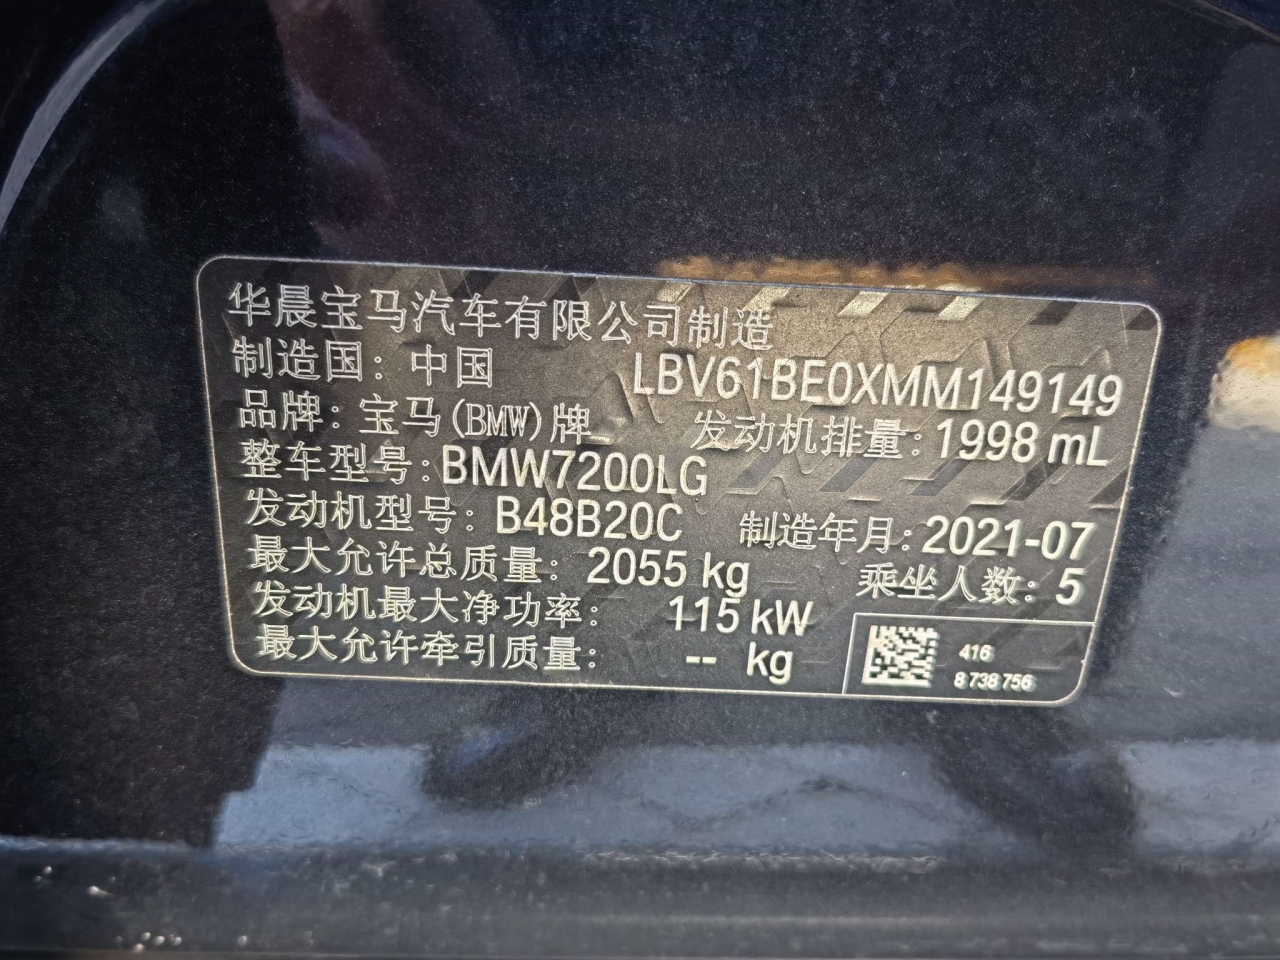 华晨宝马汽车有限公司制造
制造国: 中国
LBV61BE0XMM149149
品牌: 宝马(BMW)牌
发动机排量: 1998 mL
整车型号: BMW7200LG
发动机型号: B48B20C
制造年月: 2021-07
最大允许总质量: 2055 kg
乘坐人数: 5
发动机最大净功率: 115 kW
最大允许牵引质量: -- kg
416
8 738 756